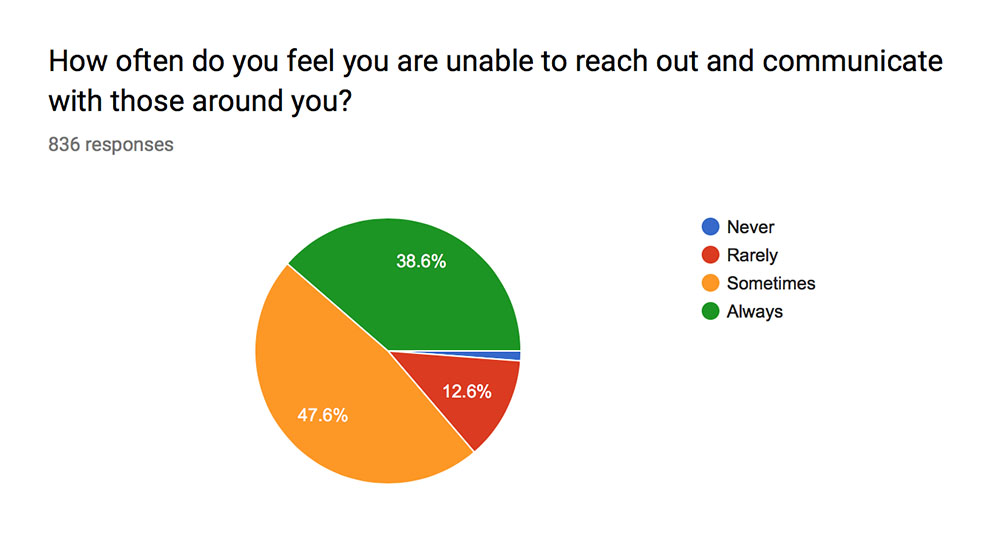 How often do you feel you are unable to reach out and communicate
with those around you?
836 responses
Never
Rarely
Sometimes
Always
38.6%
12.6%
47.6%